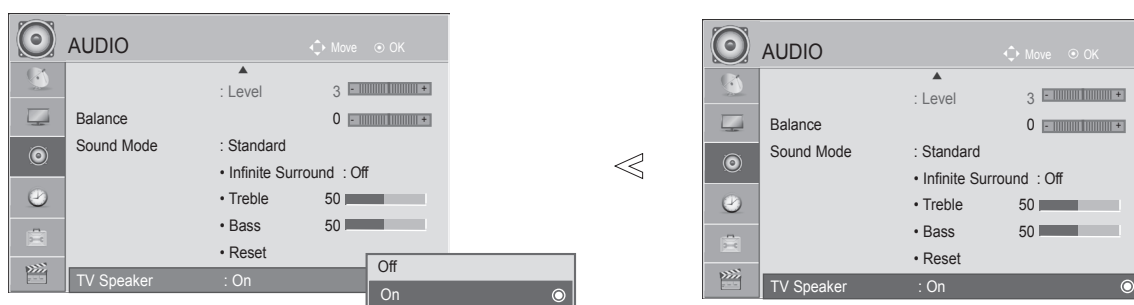 AUDIO
Move OK
: Level 3 - +
Balance 0 - +
Sound Mode : Standard
• Infinite Surround : Off
• Treble 50
• Bass 50
• Reset
TV Speaker : On
Off
On
AUDIO
Move OK
: Level 3 - +
Balance 0 - +
Sound Mode : Standard
• Infinite Surround : Off
• Treble 50
• Bass 50
• Reset
TV Speaker : On